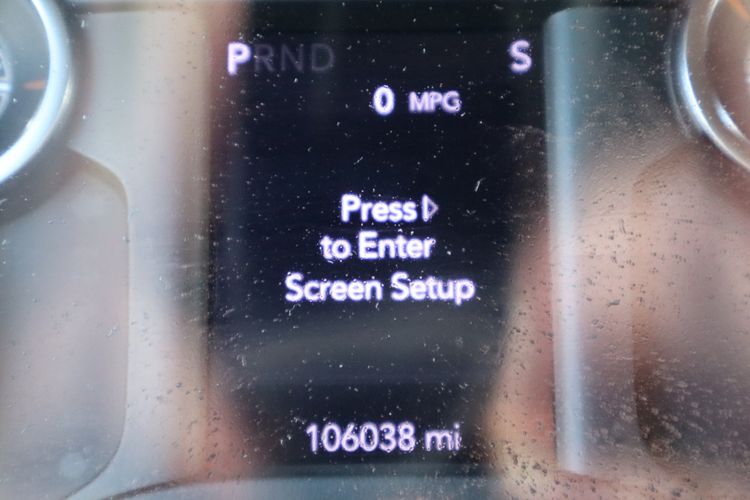 PRND S
0 MPG
Press
to Enter
Screen Setup
106038 mi